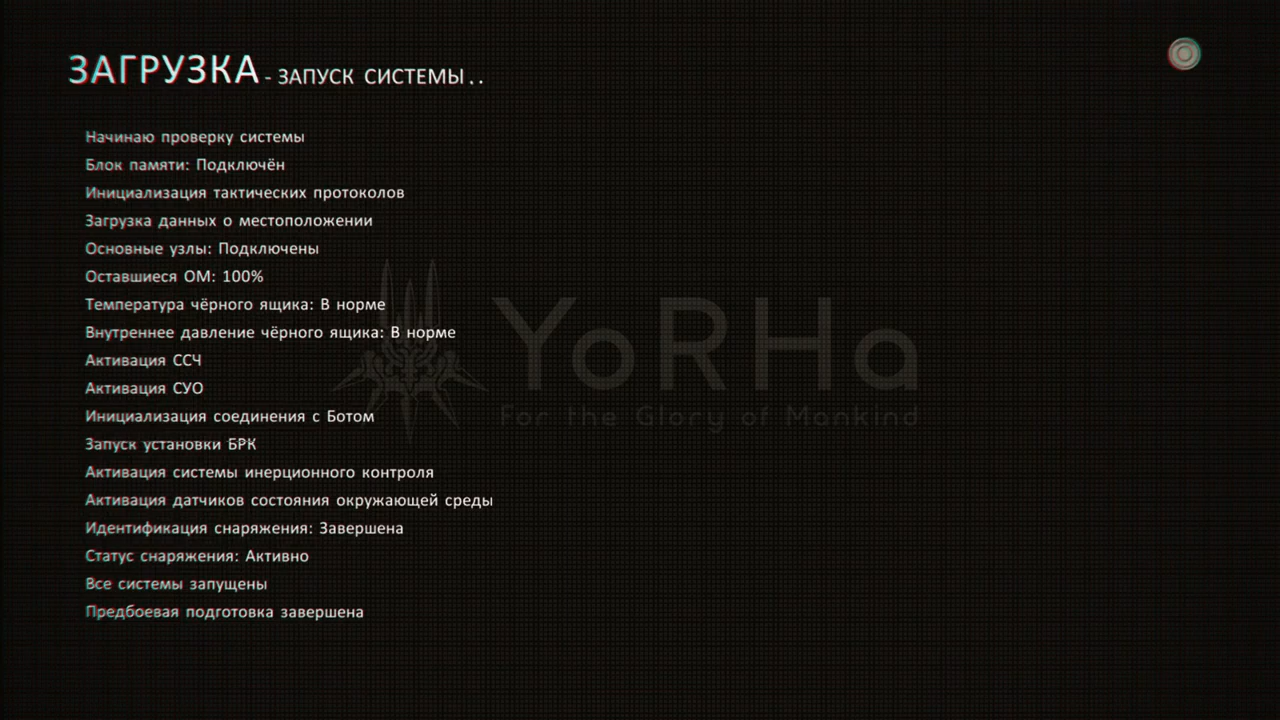 ЗАГРУЗКА - ЗАПУСК СИСТЕМЫ . .
Начинаю проверку системы
Блок памяти: Подключён
Инициализация тактических протоколов
Загрузка данных о местоположении
Основные узлы: Подключены
Оставшиеся ОМ: 100%
Температура чёрного ящика: В норме
Внутреннее давление чёрного ящика: В норме
Активация ССЧ
Активация СУО
Инициализация соединения с Ботом
Запуск установки БРК
Активация системы инерционного контроля
Активация датчиков состояния окружающей среды
Идентификация снаряжения: Завершена
Статус снаряжения: Активно
Все системы запущены
Предбоевая подготовка завершена
YoRHa
For the Glory of Mankind